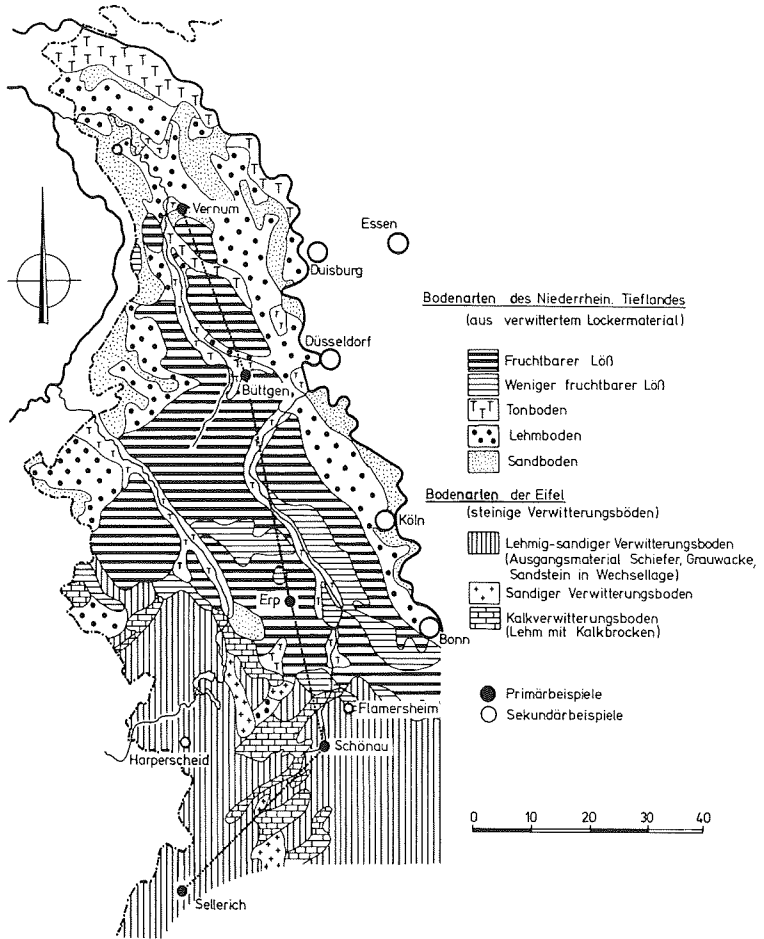 Vernum
Essen
Duisburg
Düsseldorf
Büttgen
Köln
Erp
Bonn
Flamersheim
Harperscheid
Schönau
Sellerich
Bodenarten des Niederrhein. Tieflandes
(aus verwittertem Lockermaterial)
Fruchtbarer Löß
Weniger fruchtbarer Löß
Tonboden
Lehmboden
Sandboden
Bodenarten der Eifel
(steinige Verwitterungsböden)
Lehmig-sandiger Verwitterungsboden
(Ausgangsmaterial Schiefer, Grauwacke,
Sandstein in Wechsellage)
Sandiger Verwitterungsboden
Kalkverwitterungsboden
(Lehm mit Kalkbrocken)
Primärbeispiele
Sekundärbeispiele
0 10 20 30 40